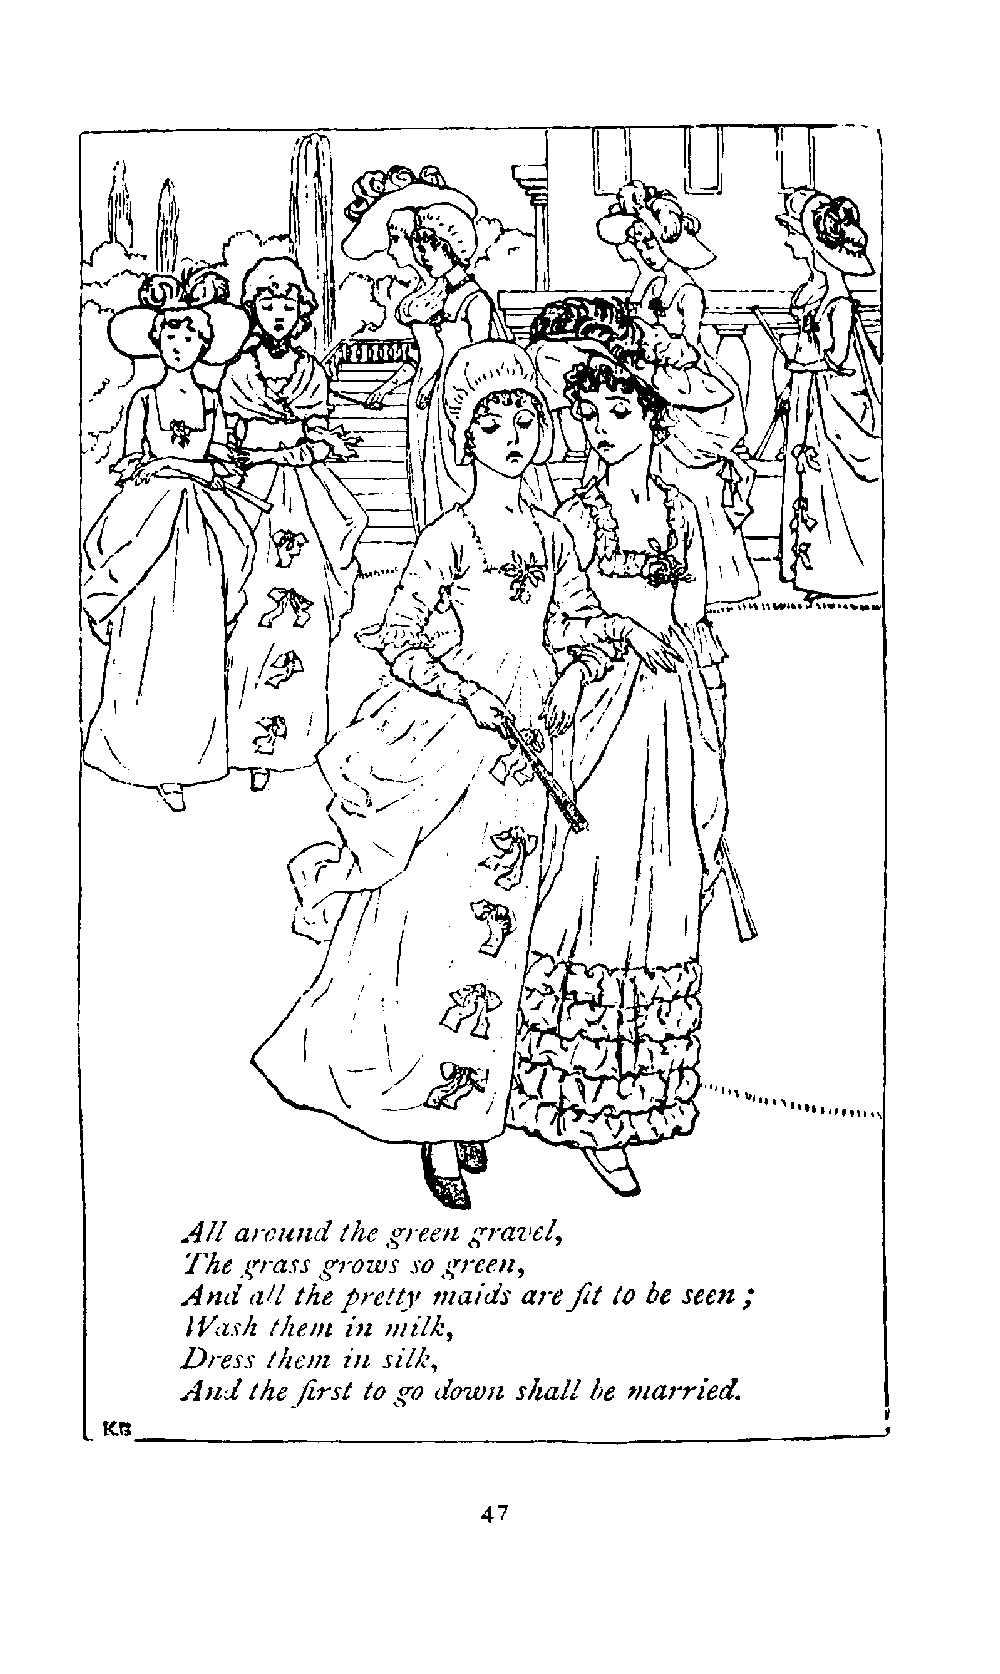 All around the green gravel,
The grass grows so green,
And all the pretty maids are fit to be seen ;
Wash them in milk,
Dress them in silk,
And the first to go down shall be married.
KG
47